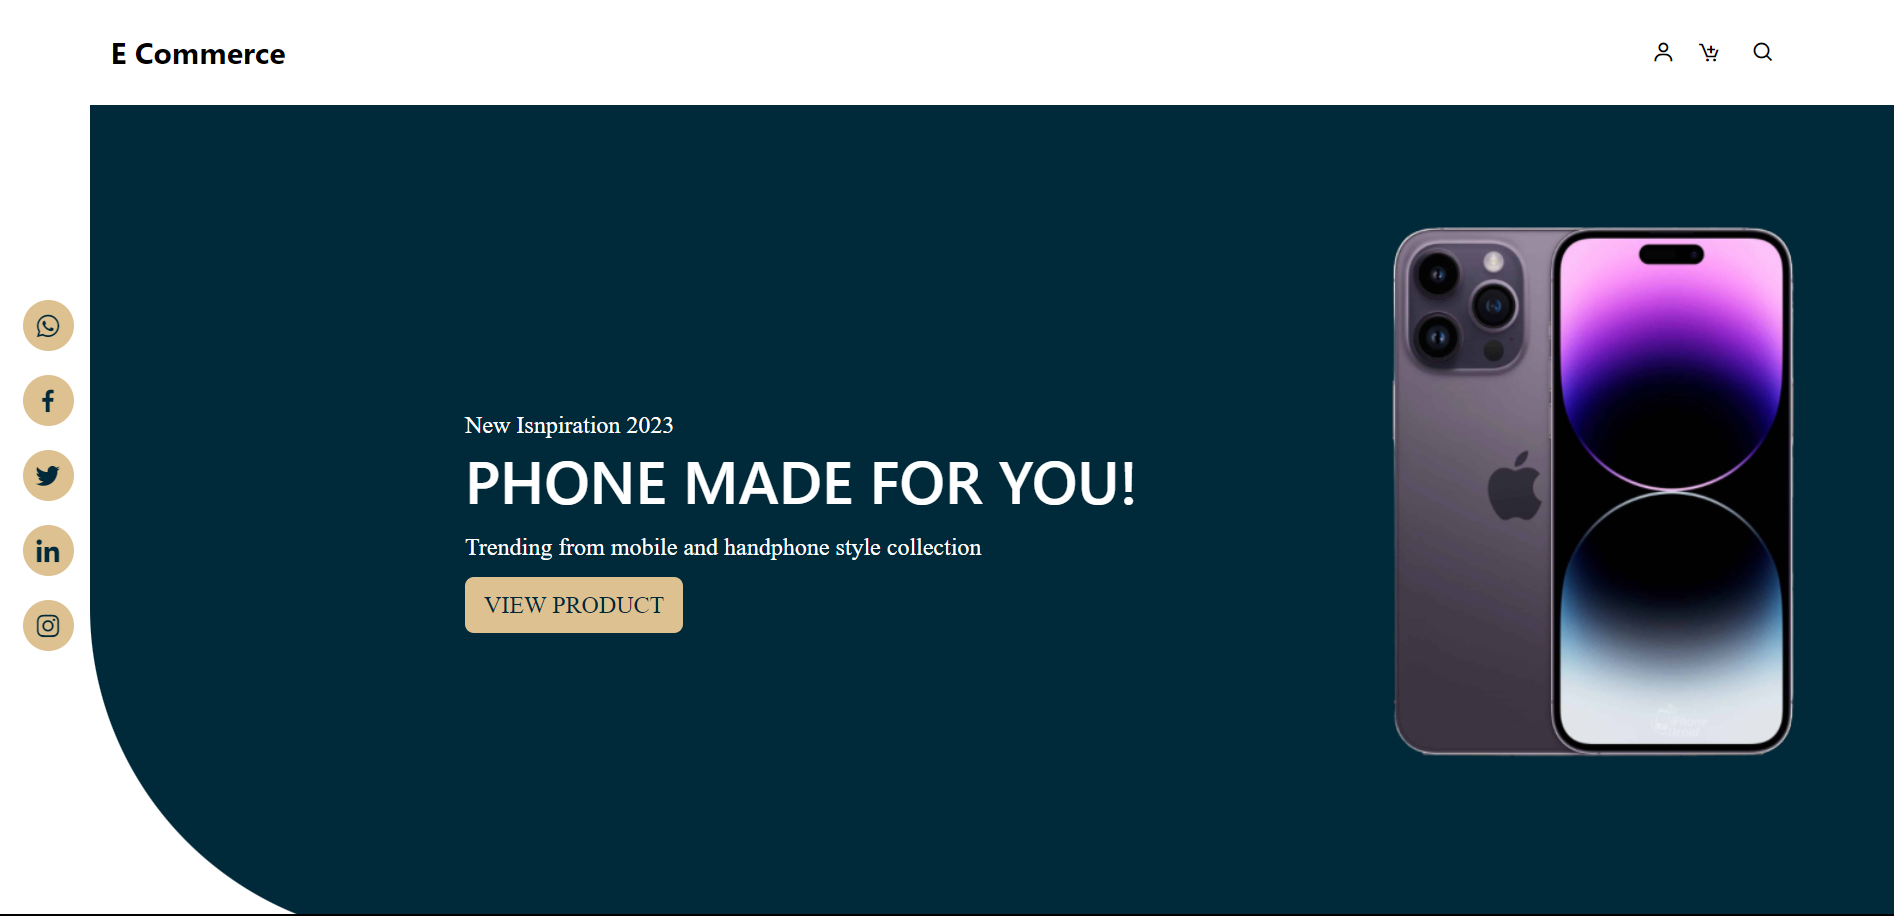 E Commerce
New Isnpiration 2023
PHONE MADE FOR YOU!
Trending from mobile and handphone style collection
VIEW PRODUCT